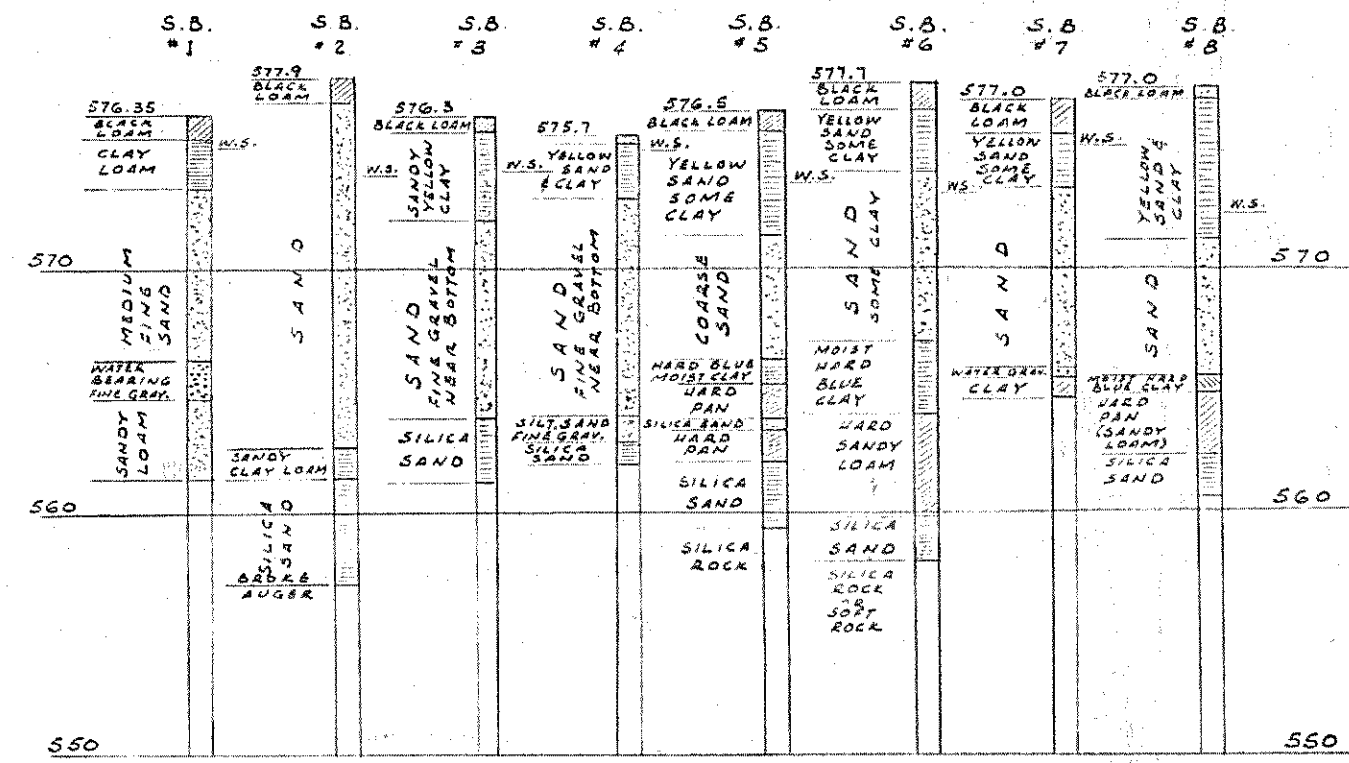 S.B.
#1
576.35
BLACK
LOAM
W.S.
CLAY
LOAM
MEDIUM
FINE
SAND
WATER
BEARING
FINE GRAV.
SANDY
LOAM
S.B.
#2
577.9
BLACK
LOAM
SAND
SANDY
CLAY LOAM
SILICA
SAND
BROKE
AUGER
S.B.
#3
576.3
BLACK LOAM
W.S.
SANDY
YELLOW
CLAY
SAND
FINE GRAVEL
NEAR BOTTOM
SILICA
SAND
S.B.
#4
575.7
W.S.
YELLOW
SAND
& CLAY
SAND
FINE GRAVEL
NEAR BOTTOM
SILT. SAND
FINE GRAV.
SILICA
SAND
S.B.
#5
576.5
BLACK LOAM
W.S.
YELLOW
SAND
SOME
CLAY
COARSE
SAND
HARD BLUE
MOIST CLAY
HARD
PAN
SILICA SAND
HARD
PAN
SILICA
SAND
SILICA
ROCK
S.B.
#6
577.7
BLACK
LOAM
YELLOW
SAND
SOME
CLAY
W.S.
SAND
SOME CLAY
MOIST
HARD
BLUE
CLAY
HARD
SANDY
LOAM
SILICA
SAND
SILICA
ROCK
OR
SOFT
ROCK
S.B.
#7
577.0
BLACK
LOAM
W.S.
YELLOW
SAND
SOME
CLAY
WS.
SAND
WATER GRAV.
CLAY
S.B.
#8
577.0
BLACK LOAM
YELLOW
SAND &
CLAY
W.S.
SAND
MOIST HARD
BLUE CLAY
HARD
PAN
(SANDY
LOAM)
SILICA
SAND
570
570
560
560
550
550